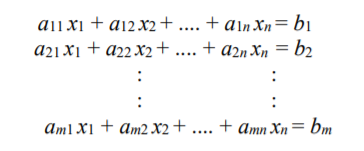 a11 x1 + a12 x2 + .... + a1n xn = b1
a21 x1 + a22 x2 + .... + a2n xn = b2
: :
: :
am1 x1 + am2 x2 + .... + amn xn = bm